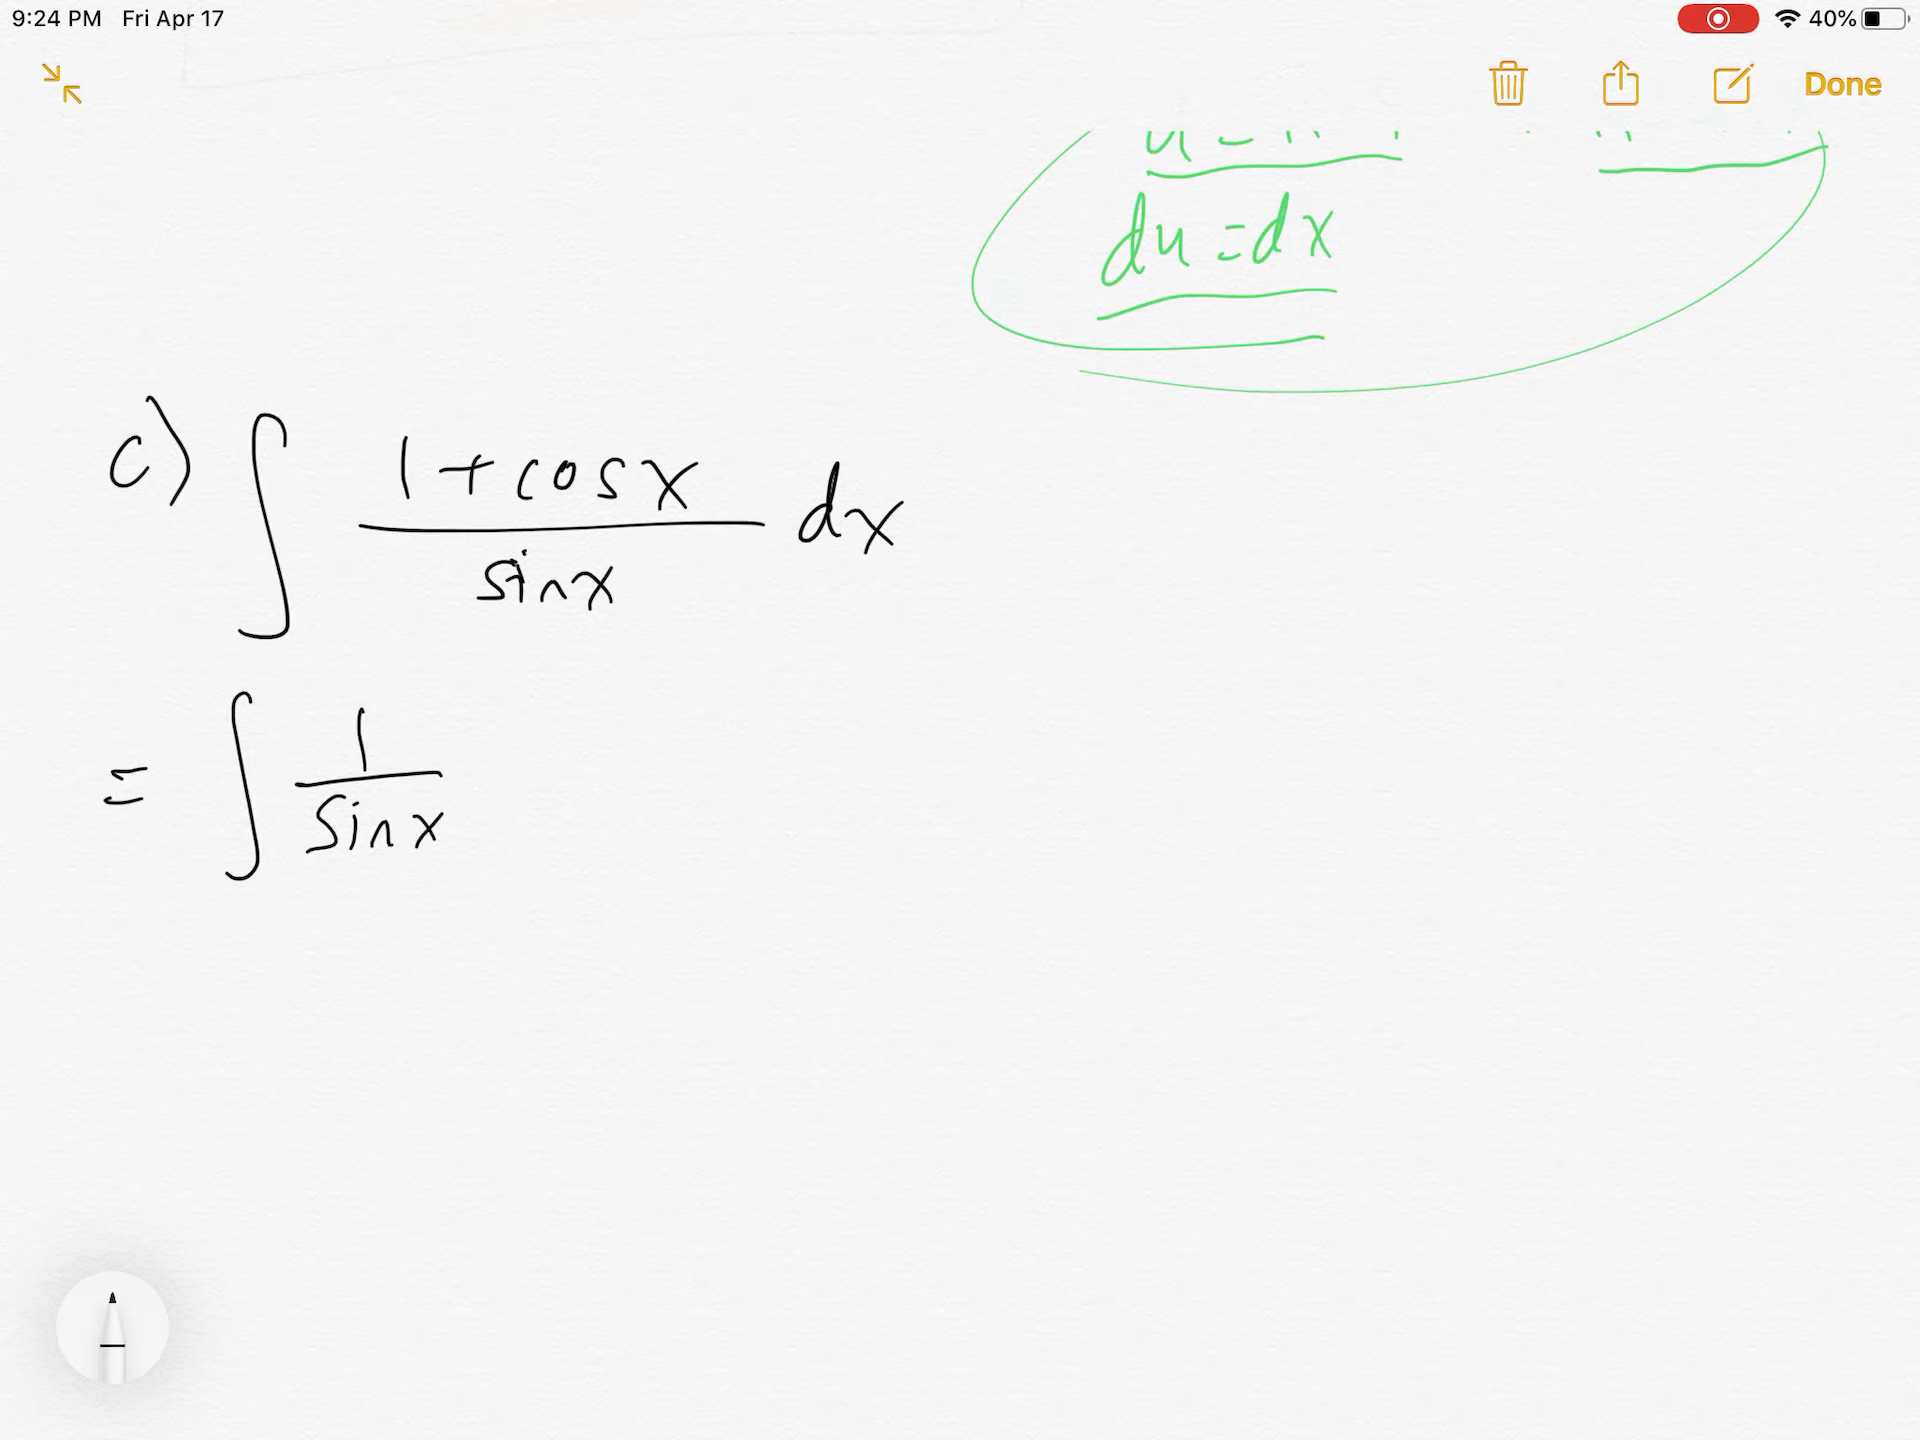 9:24 PM Fri Apr 17 40%
Done
du = dx
c) ∫ (1 + cos x)/(sin x) dx
= ∫ 1/(sin x)